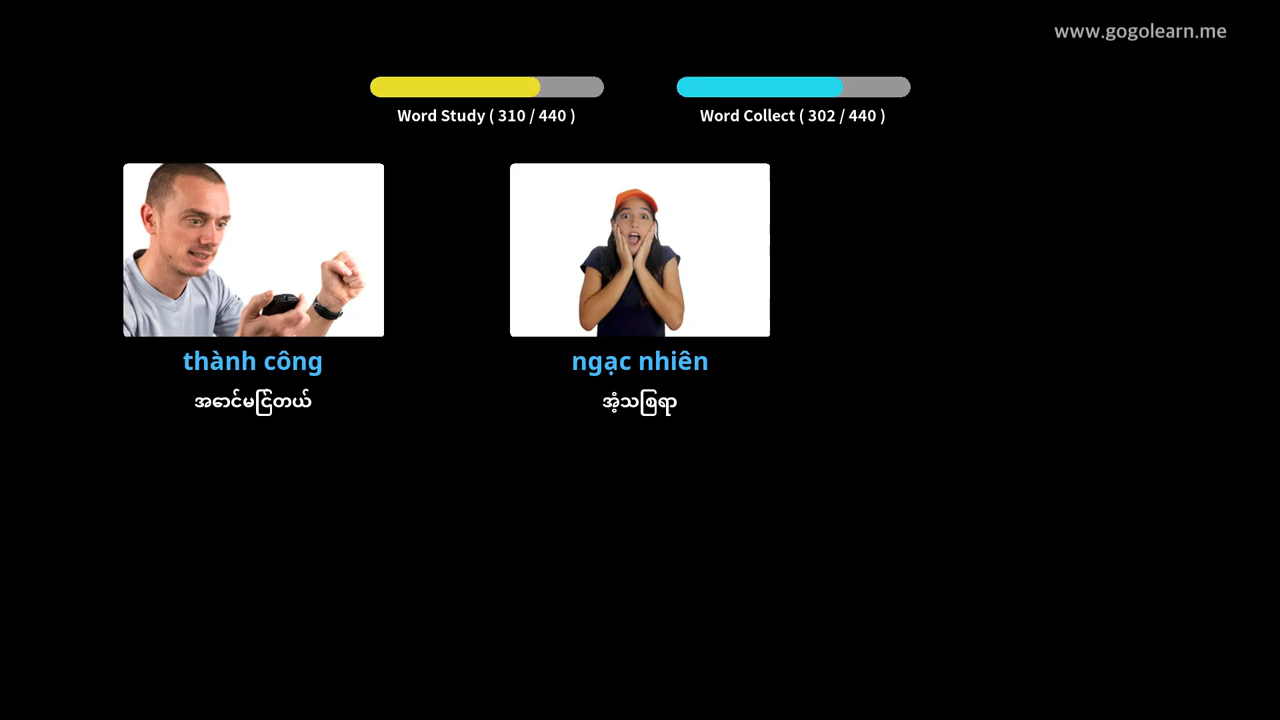 www.gogolearn.me
Word Study ( 310 / 440 )
Word Collect ( 302 / 440 )
thành công
ngạc nhiên
အောင်မြင်တယ်
အံ့သစြရာ